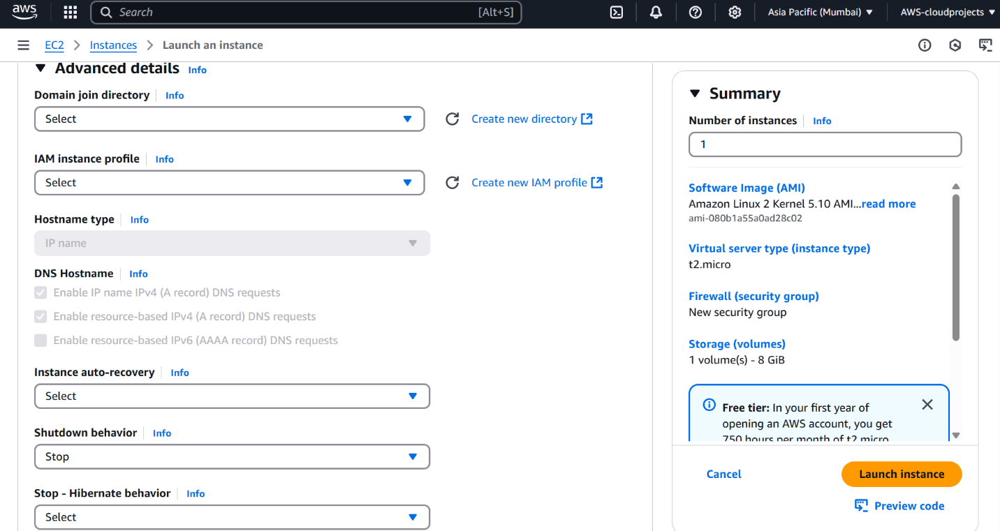 aws
Search [Alt+S]
Asia Pacific (Mumbai)
AWS-cloudprojects
EC2 > Instances > Launch an instance
Advanced details Info
Domain join directory Info
Select
Create new directory
IAM instance profile Info
Select
Create new IAM profile
Hostname type Info
IP name
DNS Hostname Info
Enable IP name IPv4 (A record) DNS requests
Enable resource-based IPv4 (A record) DNS requests
Enable resource-based IPv6 (AAAA record) DNS requests
Instance auto-recovery Info
Select
Shutdown behavior Info
Stop
Stop - Hibernate behavior Info
Select
Summary
Number of instances Info
1
Software Image (AMI)
Amazon Linux 2 Kernel 5.10 AMI...read more
ami-080b1a55a0ad28c02
Virtual server type (instance type)
t2.micro
Firewall (security group)
New security group
Storage (volumes)
1 volume(s) - 8 GiB
Free tier: In your first year of
opening an AWS account, you get
750 hours per month of t2.micro
Cancel
Launch instance
Preview code